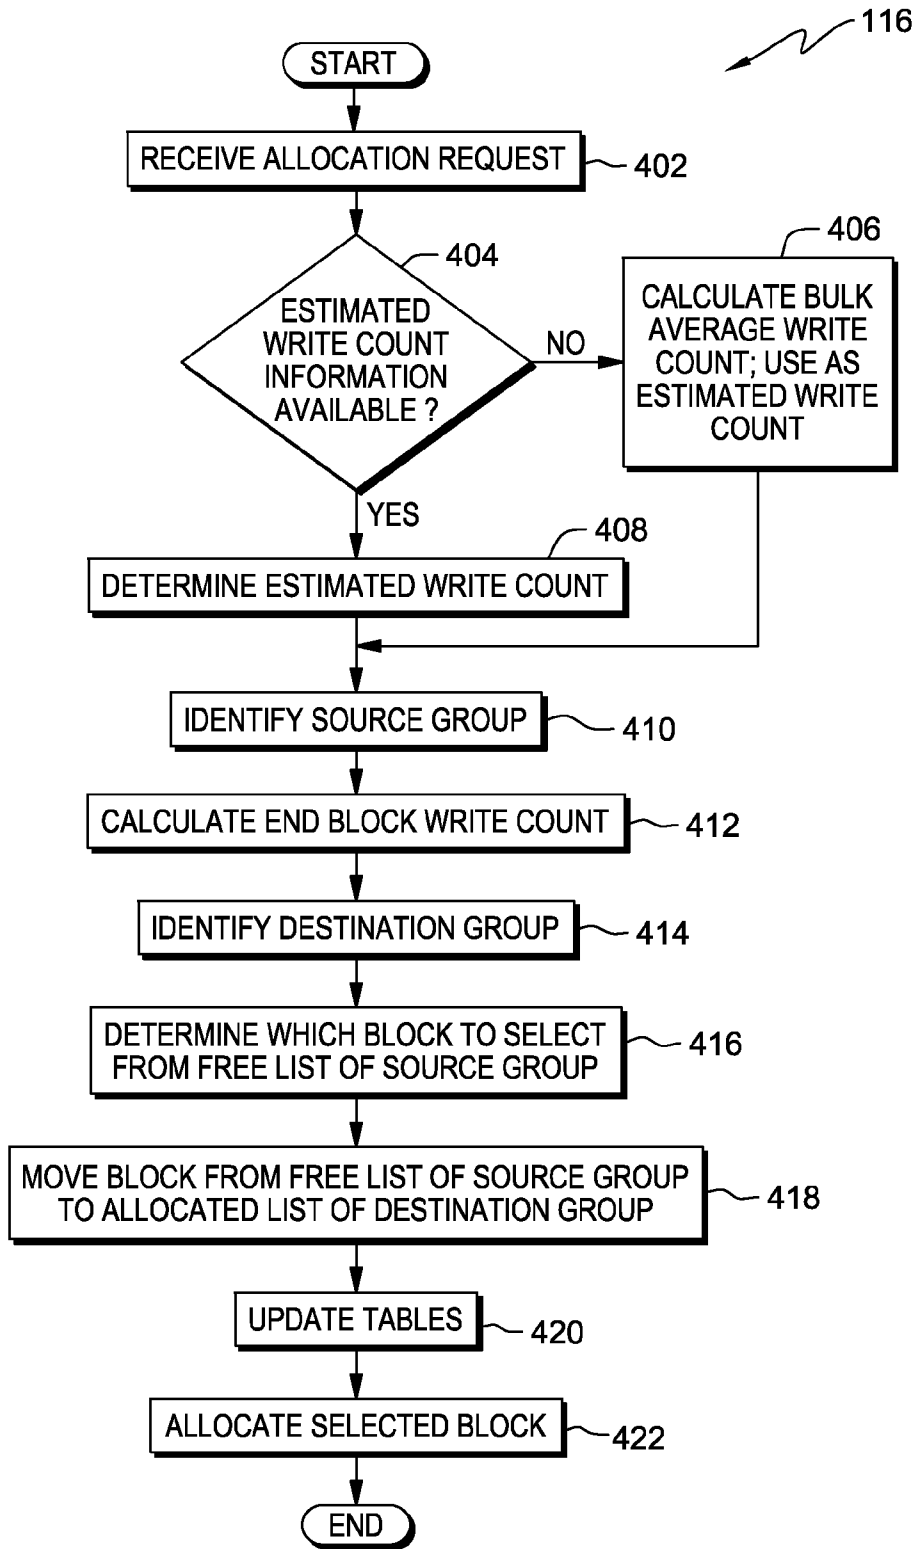 116
START
RECEIVE ALLOCATION REQUEST
402
404
ESTIMATED
WRITE COUNT
INFORMATION
AVAILABLE ?
NO
406
CALCULATE BULK
AVERAGE WRITE
COUNT; USE AS
ESTIMATED WRITE
COUNT
YES
408
DETERMINE ESTIMATED WRITE COUNT
IDENTIFY SOURCE GROUP
410
CALCULATE END BLOCK WRITE COUNT
412
IDENTIFY DESTINATION GROUP
414
DETERMINE WHICH BLOCK TO SELECT
FROM FREE LIST OF SOURCE GROUP
416
MOVE BLOCK FROM FREE LIST OF SOURCE GROUP
TO ALLOCATED LIST OF DESTINATION GROUP
418
UPDATE TABLES
420
ALLOCATE SELECTED BLOCK
422
END